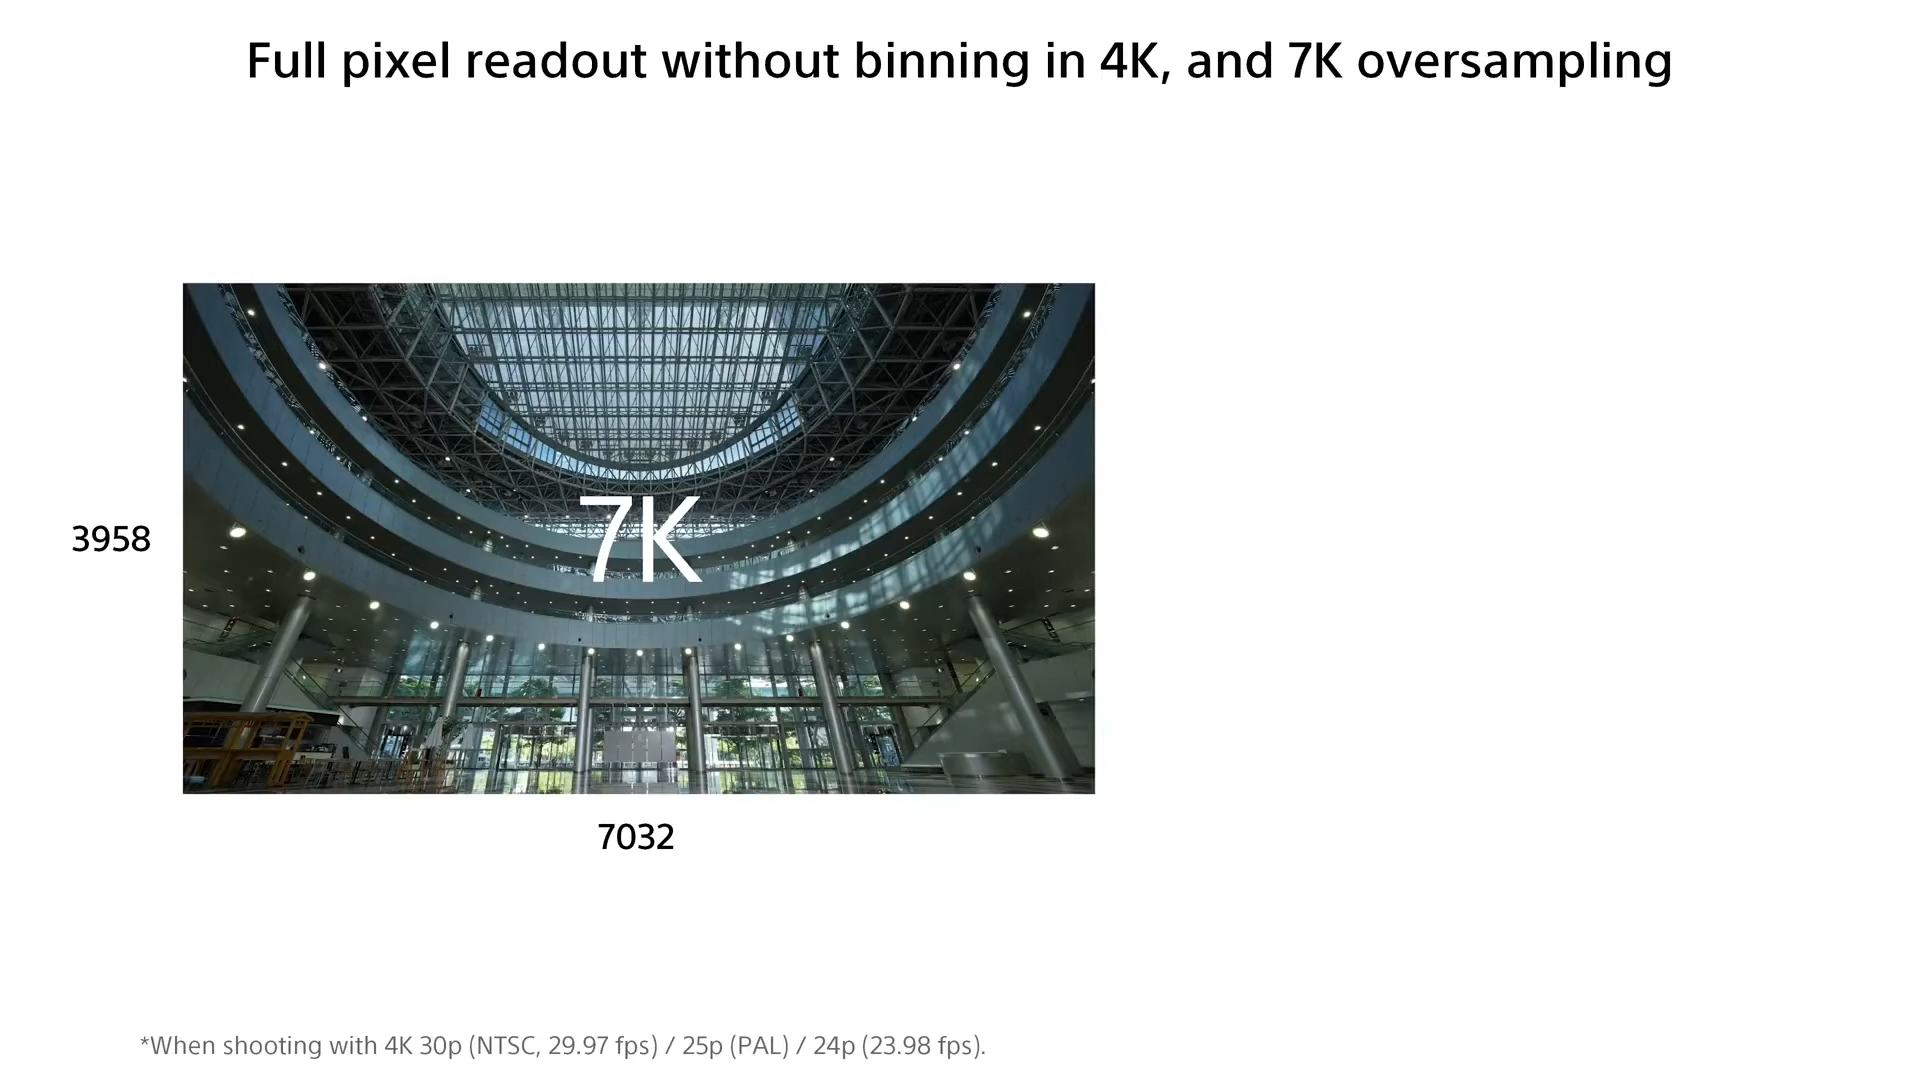 Full pixel readout without binning in 4K, and 7K oversampling
7K
3958
7032
*When shooting with 4K 30p (NTSC, 29.97 fps) / 25p (PAL) / 24p (23.98 fps).